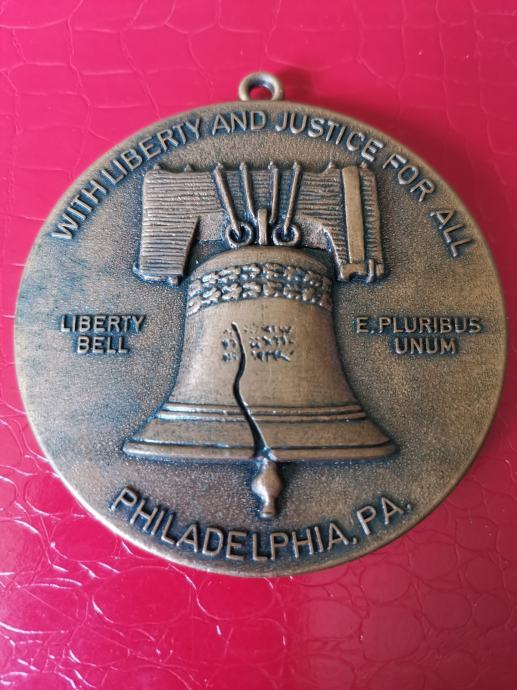 WITH LIBERTY AND JUSTICE FOR ALL
LIBERTY
BELL
E. PLURIBUS
UNUM
PHILADELPHIA, PA.